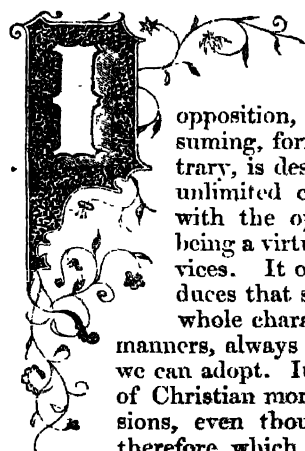 I
opposition,
suming, for
trary, is des
unlimited c
with the o
being a virtu
vices. It o
duces that s
whole chara
manners, always
we can adopt. It
of Christian mor
sions, even thou
therefore which